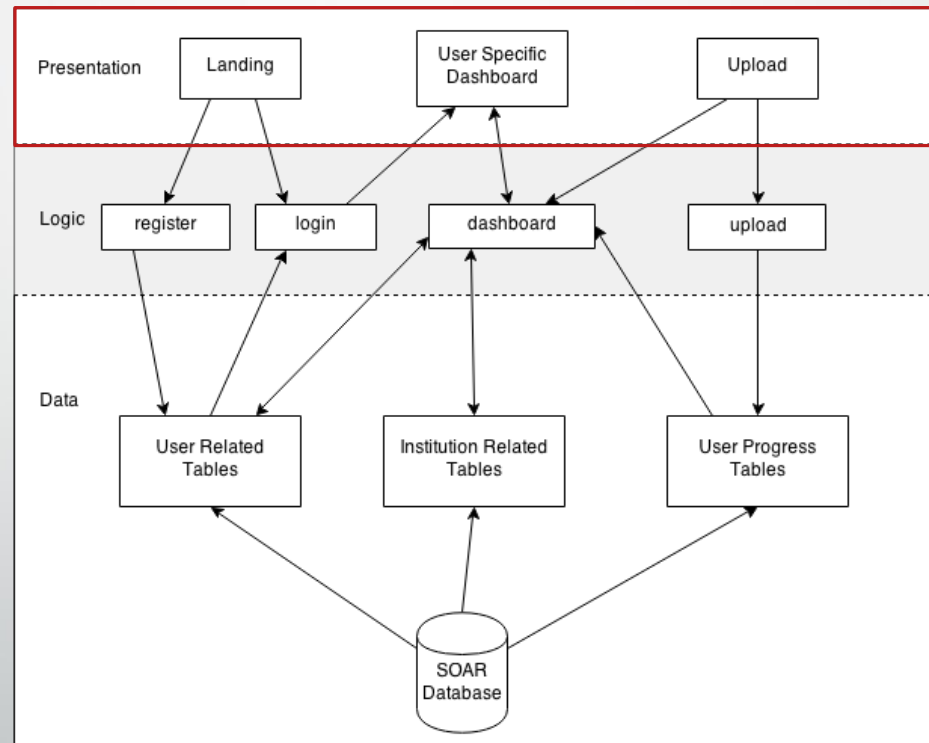 Presentation
Landing
User Specific
Dashboard
Upload
Logic
register
login
dashboard
upload
Data
User Related
Tables
Institution Related
Tables
User Progress
Tables
SOAR
Database